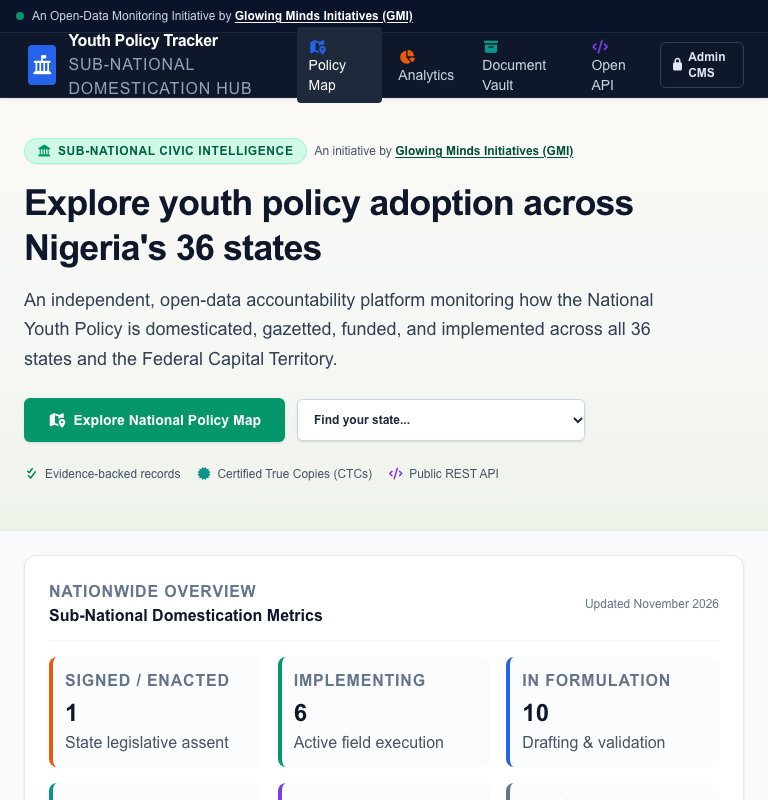 An Open-Data Monitoring Initiative by Glowing Minds Initiatives (GMI)
Youth Policy Tracker
SUB-NATIONAL
DOMESTICATION HUB
Policy
Map
Analytics
Document
Vault
Open
API
Admin
CMS
SUB-NATIONAL CIVIC INTELLIGENCE
An initiative by Glowing Minds Initiatives (GMI)
Explore youth policy adoption across
Nigeria's 36 states
An independent, open-data accountability platform monitoring how the National
Youth Policy is domesticated, gazetted, funded, and implemented across all 36
states and the Federal Capital Territory.
Explore National Policy Map
Find your state...
Evidence-backed records
Certified True Copies (CTCs)
Public REST API
NATIONWIDE OVERVIEW
Sub-National Domestication Metrics
Updated November 2026
SIGNED / ENACTED
1
State legislative assent
IMPLEMENTING
6
Active field execution
IN FORMULATION
10
Drafting & validation